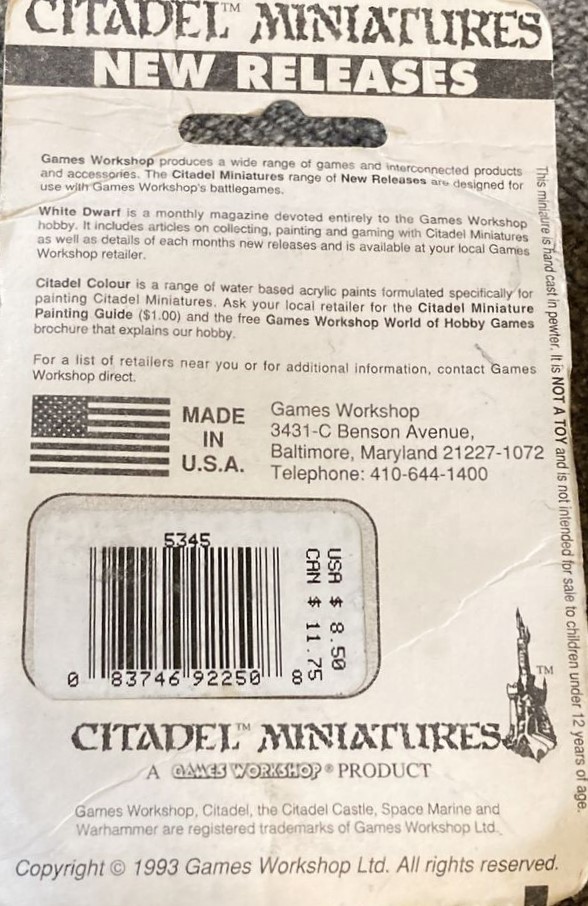 CITADEL™ MINIATURES
NEW RELEASES
Games Workshop produces a wide range of games and interconnected products
and accessories. The Citadel Miniatures range of New Releases are designed for
use with Games Workshop's battlegames.
White Dwarf is a monthly magazine devoted entirely to the Games Workshop
hobby. It includes articles on collecting, painting and gaming with Citadel Miniatures
as well as details of each months new releases and is available at your local Games
Workshop retailer.
Citadel Colour is a range of water based acrylic paints formulated specifically for
painting Citadel Miniatures. Ask your local retailer for the Citadel Miniature
Painting Guide ($1.00) and the free Games Workshop World of Hobby Games
brochure that explains our hobby.
For a list of retailers near you or for additional information, contact Games
Workshop direct.
MADE
IN
U.S.A.
Games Workshop
3431-C Benson Avenue,
Baltimore, Maryland 21227-1072
Telephone: 410-644-1400
This miniature is hand cast in pewter. It is NOT A TOY and is not intended for sale to children under 12 years of age.
5345
0 83746 92250 8
USA $ 8.50
CAN $ 11.75
TM
CITADEL™ MINIATURES
A GAMES WORKSHOP® PRODUCT
Games Workshop, Citadel, the Citadel Castle, Space Marine and
Warhammer are registered trademarks of Games Workshop Ltd.
Copyright © 1993 Games Workshop Ltd. All rights reserved.